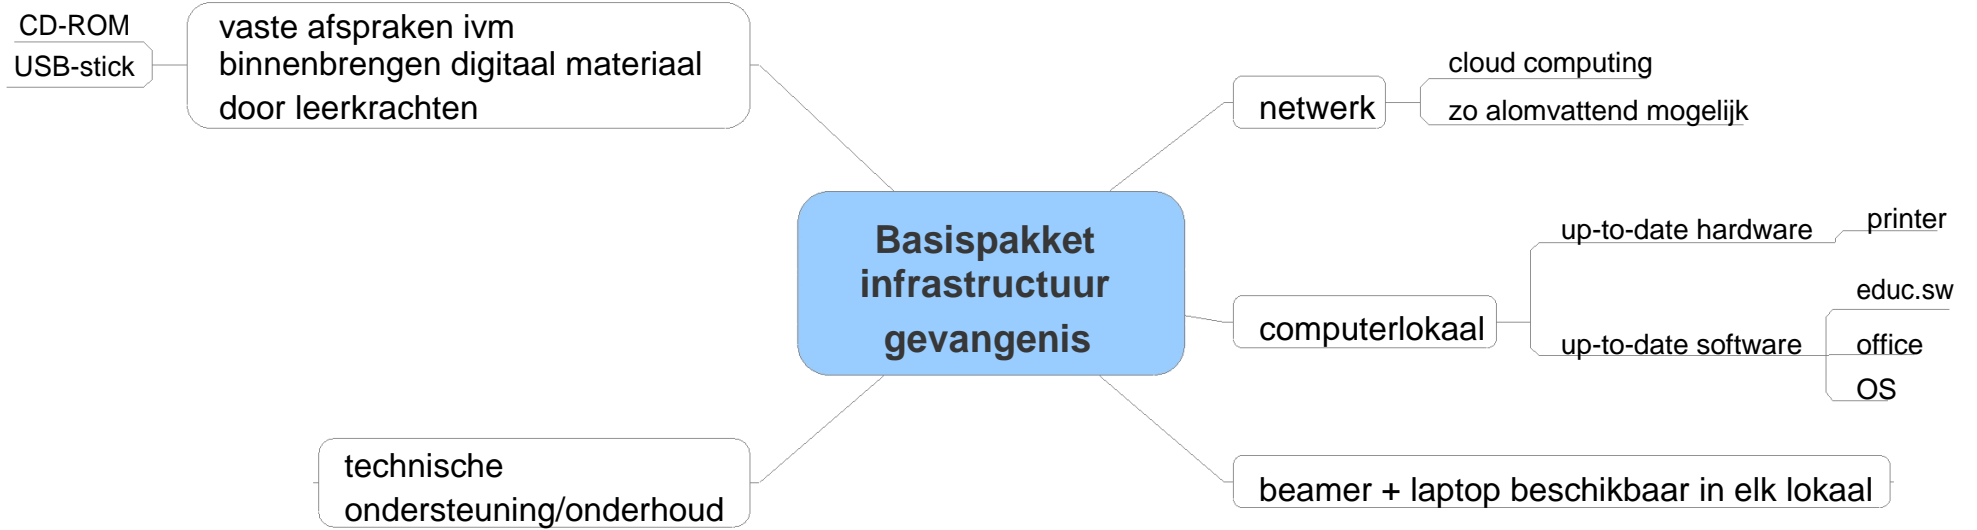 CD-ROM
USB-stick
vaste afspraken ivm
binnenbrengen digitaal materiaal
door leerkrachten
cloud computing
zo alomvattend mogelijk
netwerk
Basispakket
infrastructuur
gevangenis
up-to-date hardware
printer
computerlokaal
up-to-date software
educ.sw
office
OS
technische
ondersteuning/onderhoud
beamer + laptop beschikbaar in elk lokaal